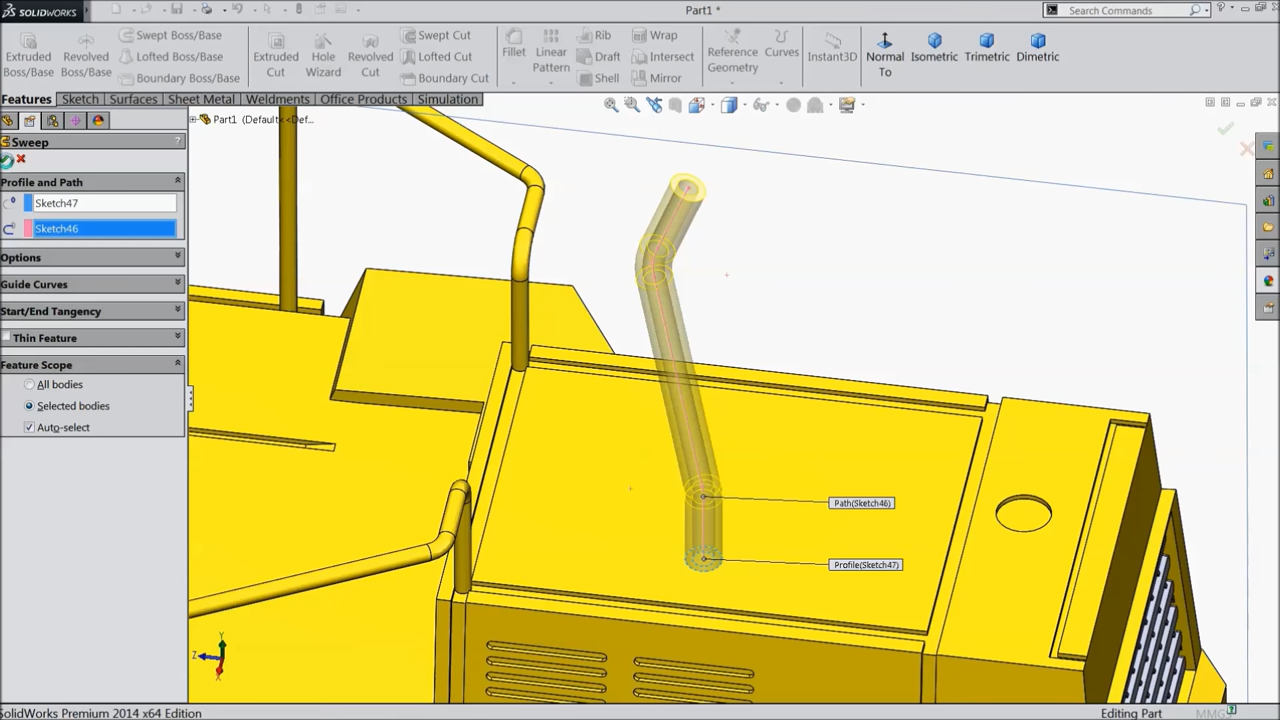 SOLIDWORKS
Part1 *
Search Commands
Extruded Boss/Base
Revolved Boss/Base
Swept Boss/Base
Lofted Boss/Base
Boundary Boss/Base
Extruded Cut
Hole Wizard
Revolved Cut
Swept Cut
Lofted Cut
Boundary Cut
Fillet
Linear Pattern
Rib
Draft
Shell
Wrap
Intersect
Mirror
Reference Geometry
Curves
Instant3D
Normal To
Isometric
Trimetric
Dimetric
Features
Sketch
Surfaces
Sheet Metal
Weldments
Office Products
Simulation
Part1 (Default<<Def...
Sweep
?
Profile and Path
Sketch47
Sketch46
Options
Guide Curves
Start/End Tangency
Thin Feature
Feature Scope
All bodies
Selected bodies
Auto-select
Path(Sketch46)
Profile(Sketch47)
Y
Z
X
SolidWorks Premium 2014 x64 Edition
Editing Part
MMGS